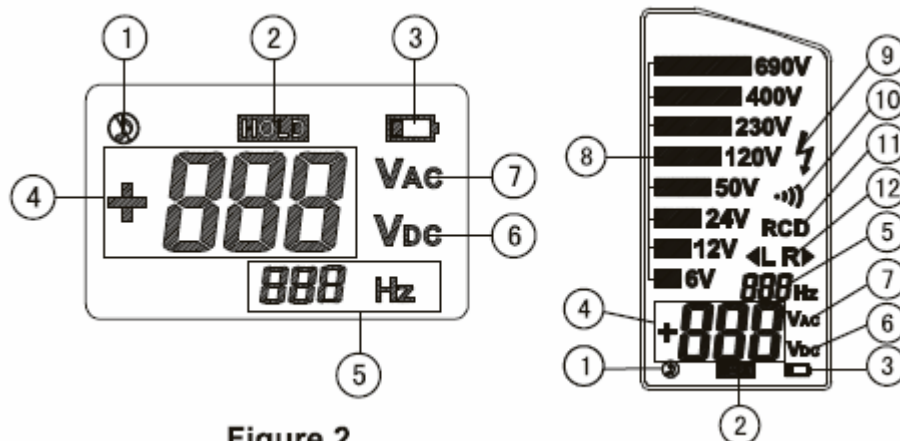 1 2 3
HOLD
4
+ 888 VAC 7
VDC 6
888 Hz
5
Figure 2
690V 9
400V 10
230V 11
8 120V
50V 12
24V RCD
12V L R 5
6V
888 Hz 7
4 + 888 VAC
VDC 6
1 3
2